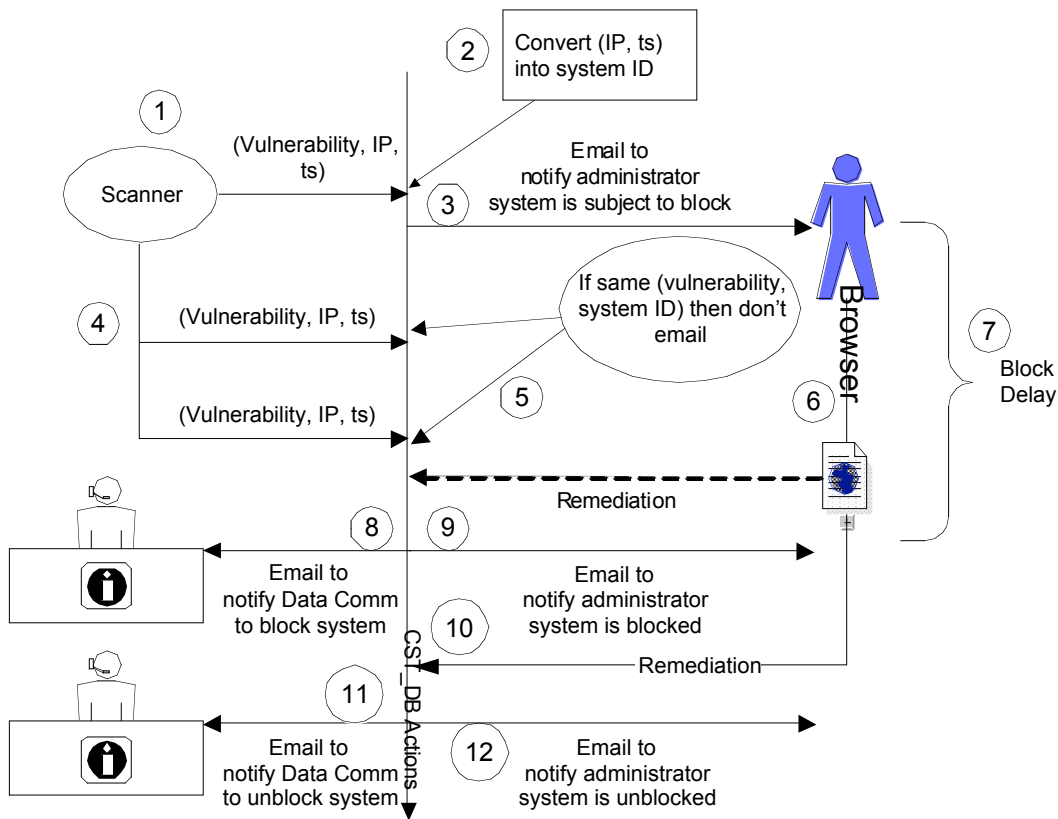 2
Convert (IP, ts)
into system ID
1
(Vulnerability, IP,
ts)
Scanner
Email to
notify administrator
system is subject to block
3
If same (vulnerability,
system ID) then don't
email
4
(Vulnerability, IP, ts)
5
(Vulnerability, IP, ts)
Browser
6
7
Block
Delay
Remediation
8
9
Email to
notify Data Comm
to block system
Email to
notify administrator
system is blocked
10
Remediation
CST_DB Actions
11
12
Email to
notify Data Comm
to unblock system
Email to
notify administrator
system is unblocked